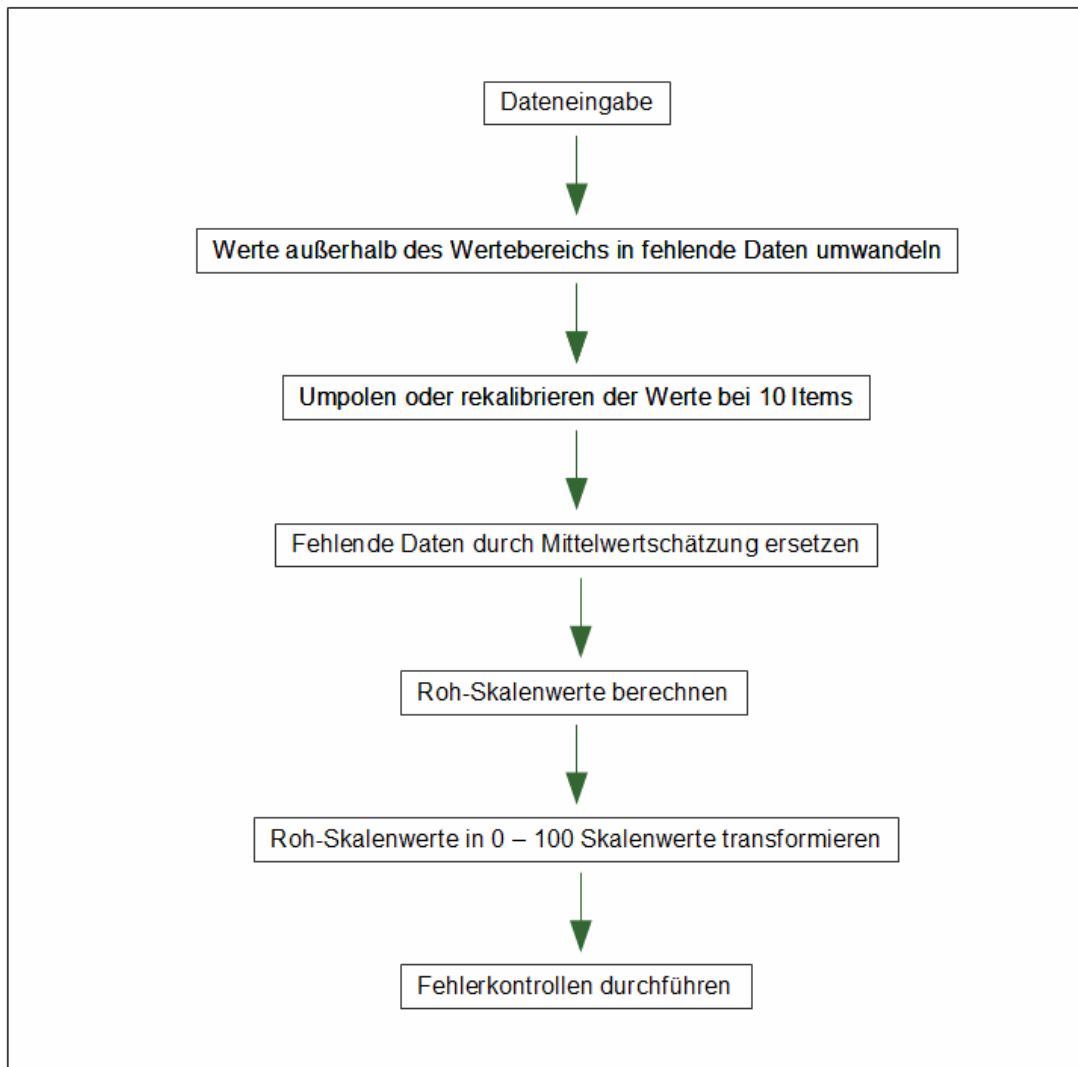 Dateneingabe
Werte außerhalb des Wertebereichs in fehlende Daten umwandeln
Umpolen oder rekalibrieren der Werte bei 10 Items
Fehlende Daten durch Mittelwertschätzung ersetzen
Roh-Skalenwerte berechnen
Roh-Skalenwerte in 0 – 100 Skalenwerte transformieren
Fehlerkontrollen durchführen